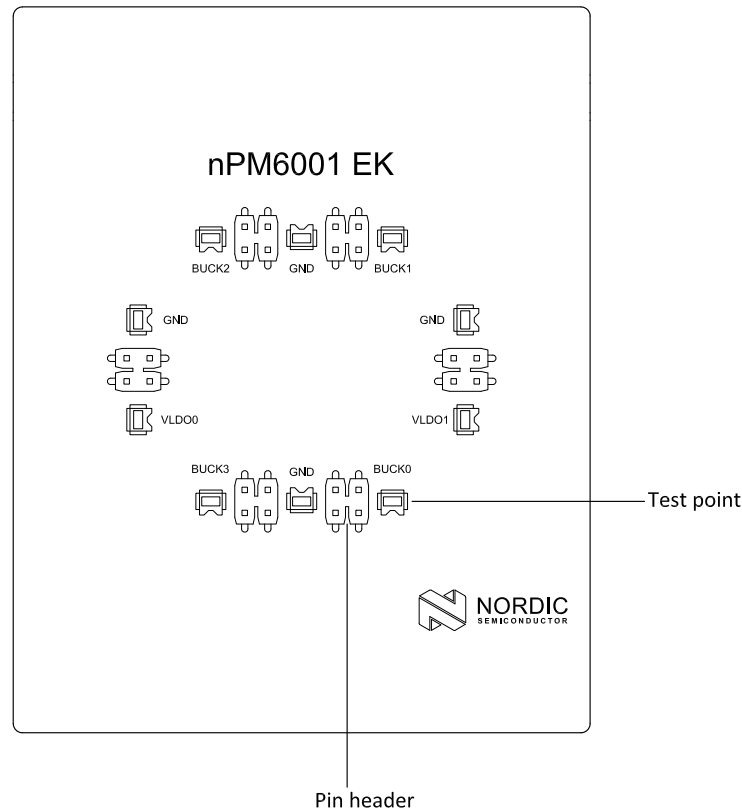 nPM6001 EK
BUCK2
GND
BUCK1
GND
GND
VLDO0
VLDO1
BUCK3
GND
BUCK0
Test point
NORDIC
SEMICONDUCTOR
Pin header